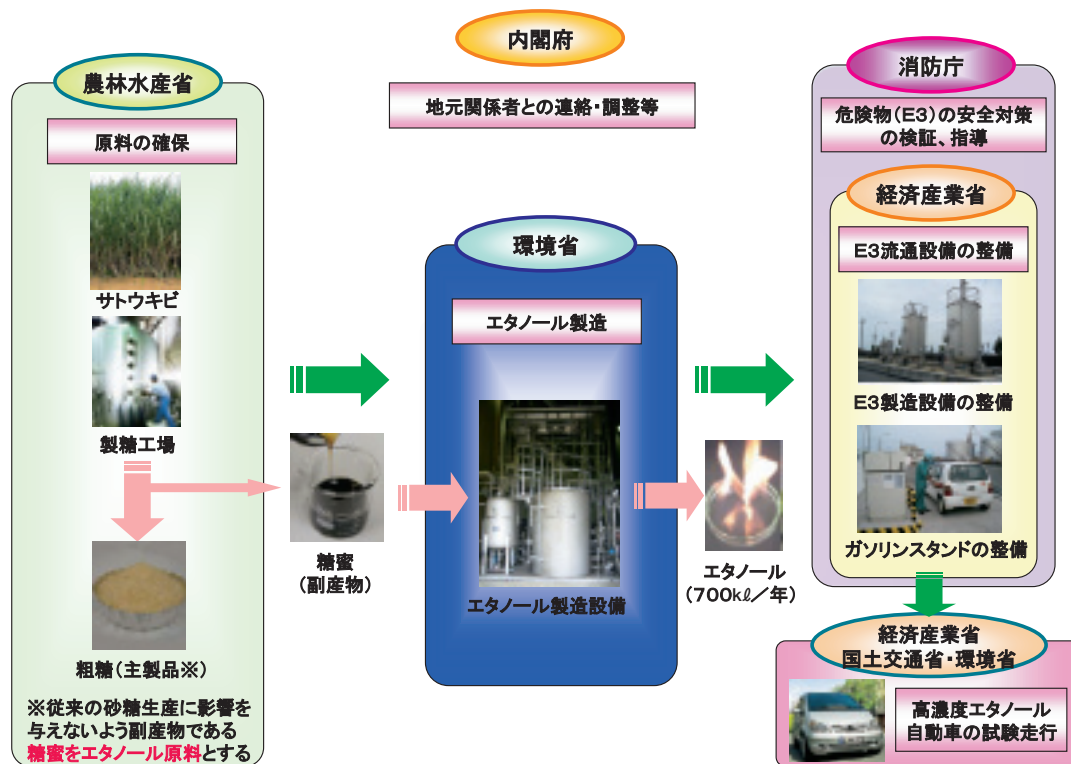 内閣府
地元関係者との連絡・調整等
農林水産省
原料の確保
サトウキビ
製糖工場
粗糖(主製品※)
※従来の砂糖生産に影響を
与えないよう副産物である
糖蜜をエタノール原料とする
糖蜜
(副産物)
環境省
エタノール製造
エタノール製造設備
エタノール
(700kℓ/年)
消防庁
危険物(E3)の安全対策
の検証、指導
経済産業省
E3流通設備の整備
E3製造設備の整備
ガソリンスタンドの整備
経済産業省
国土交通省・環境省
高濃度エタノール
自動車の試験走行